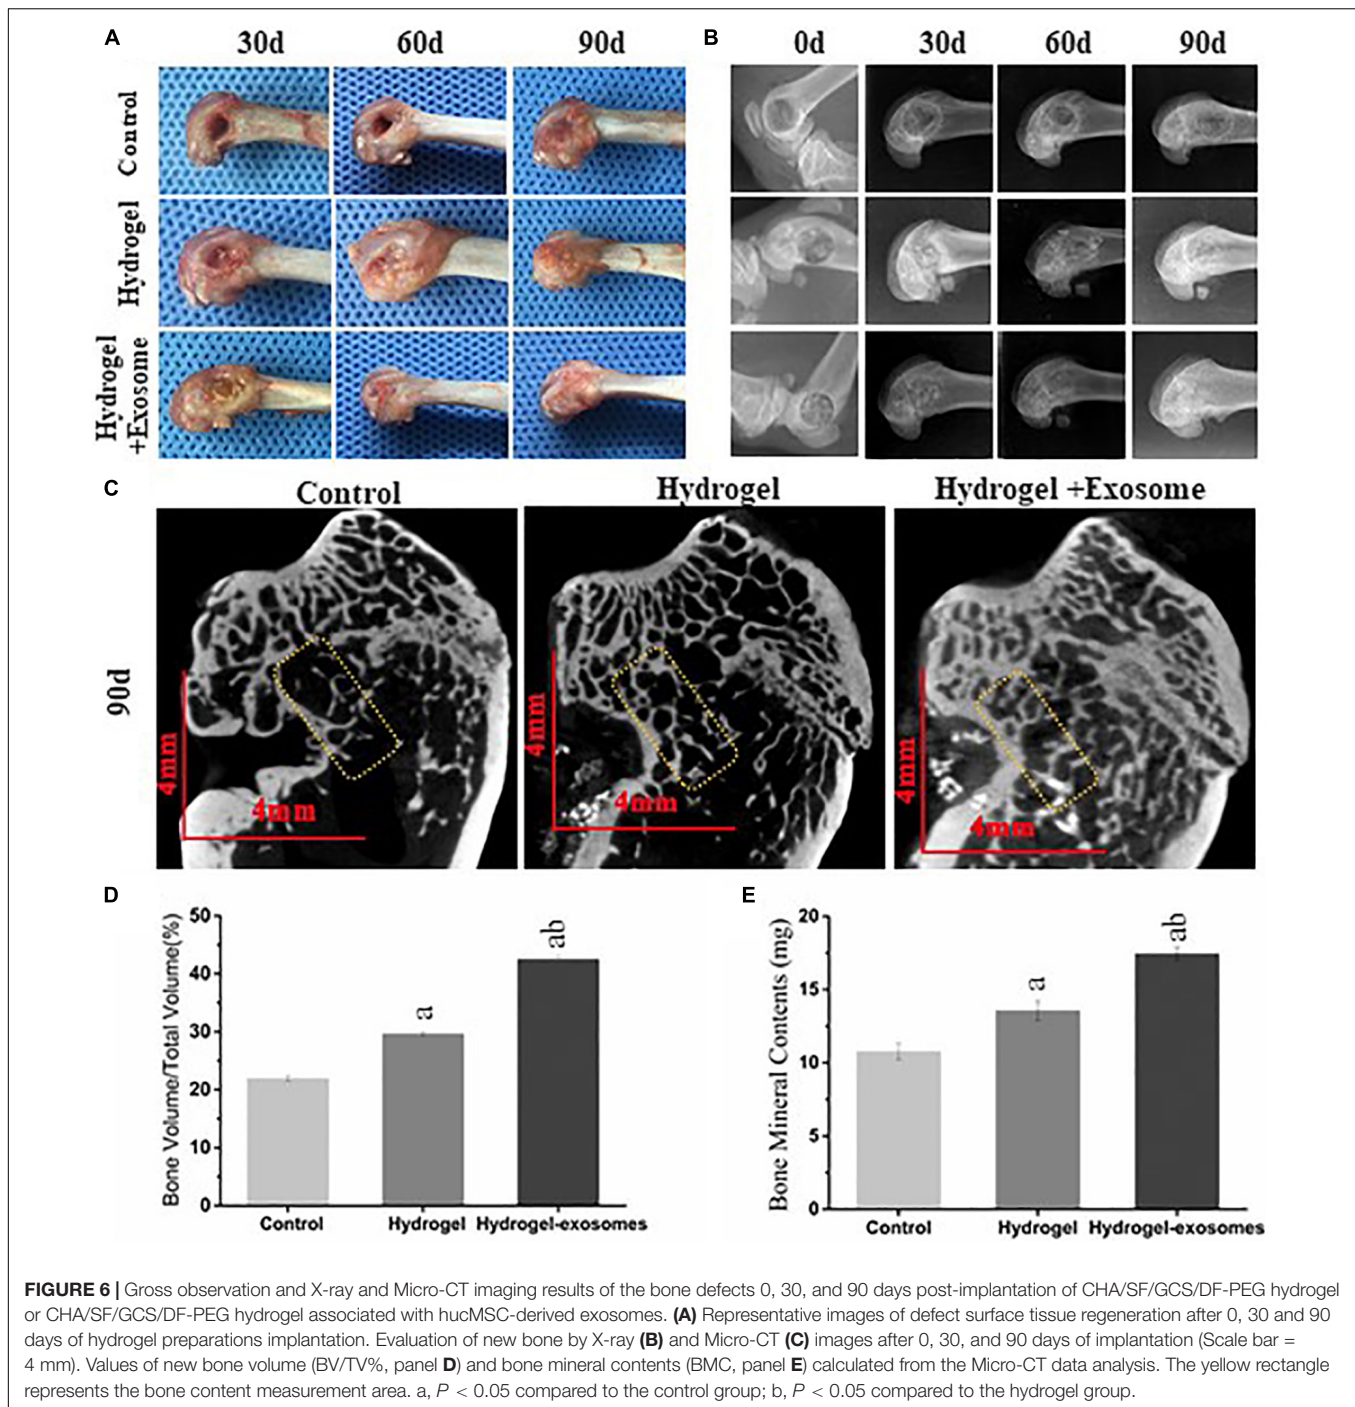 A
30d
60d
90d
B
0d
30d
60d
90d
Control
Hydrogel
Hydrogel
+Exosome
C
Control
Hydrogel
Hydrogel +Exosome
90d
4mm
4mm
4mm
4mm
4mm
4mm
D
Bone Volume/Total Volume(%)
50
40
30
20
10
0
a
ab
Control
Hydrogel
Hydrogel-exosomes
E
Bone Mineral Contents (mg)
20
15
10
5
0
a
ab
Control
Hydrogel
Hydrogel-exosomes
FIGURE 6 | Gross observation and X-ray and Micro-CT imaging results of the bone defects 0, 30, and 90 days post-implantation of CHA/SF/GCS/DF-PEG hydrogel
or CHA/SF/GCS/DF-PEG hydrogel associated with hucMSC-derived exosomes. (A) Representative images of defect surface tissue regeneration after 0, 30 and 90
days of hydrogel preparations implantation. Evaluation of new bone by X-ray (B) and Micro-CT (C) images after 0, 30, and 90 days of implantation (Scale bar =
4 mm). Values of new bone volume (BV/TV%, panel D) and bone mineral contents (BMC, panel E) calculated from the Micro-CT data analysis. The yellow rectangle
represents the bone content measurement area. a, P < 0.05 compared to the control group; b, P < 0.05 compared to the hydrogel group.